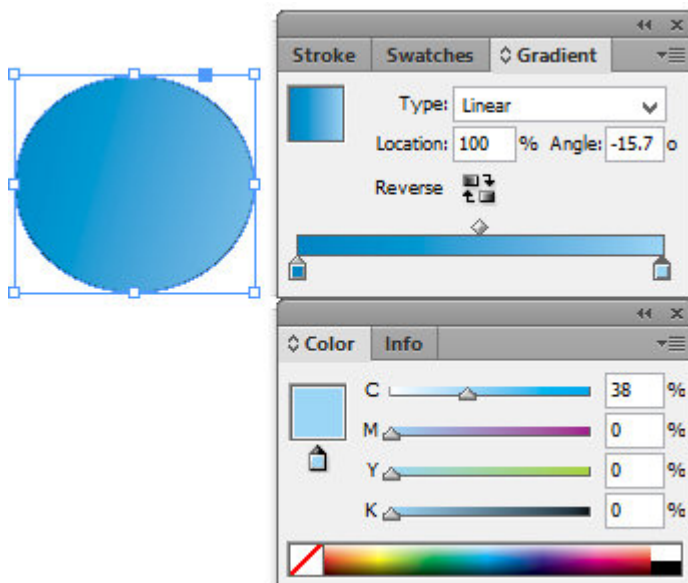 Stroke Swatches Gradient
Type: Linear
Location: 100 % Angle: -15.7 o
Reverse
Color Info
C 38 %
M 0 %
Y 0 %
K 0 %